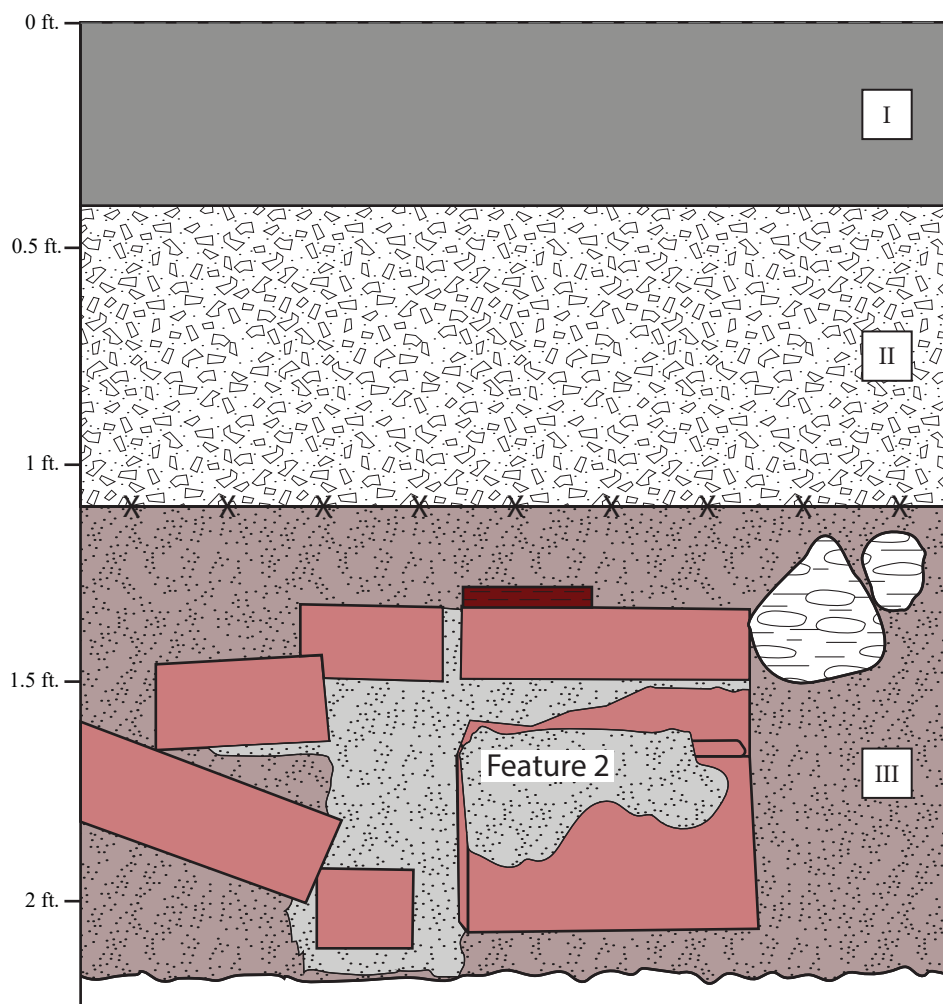 0 ft.
I
0.5 ft.
II
1 ft.
X X X X X X X X X
1.5 ft.
Feature 2
III
2 ft.